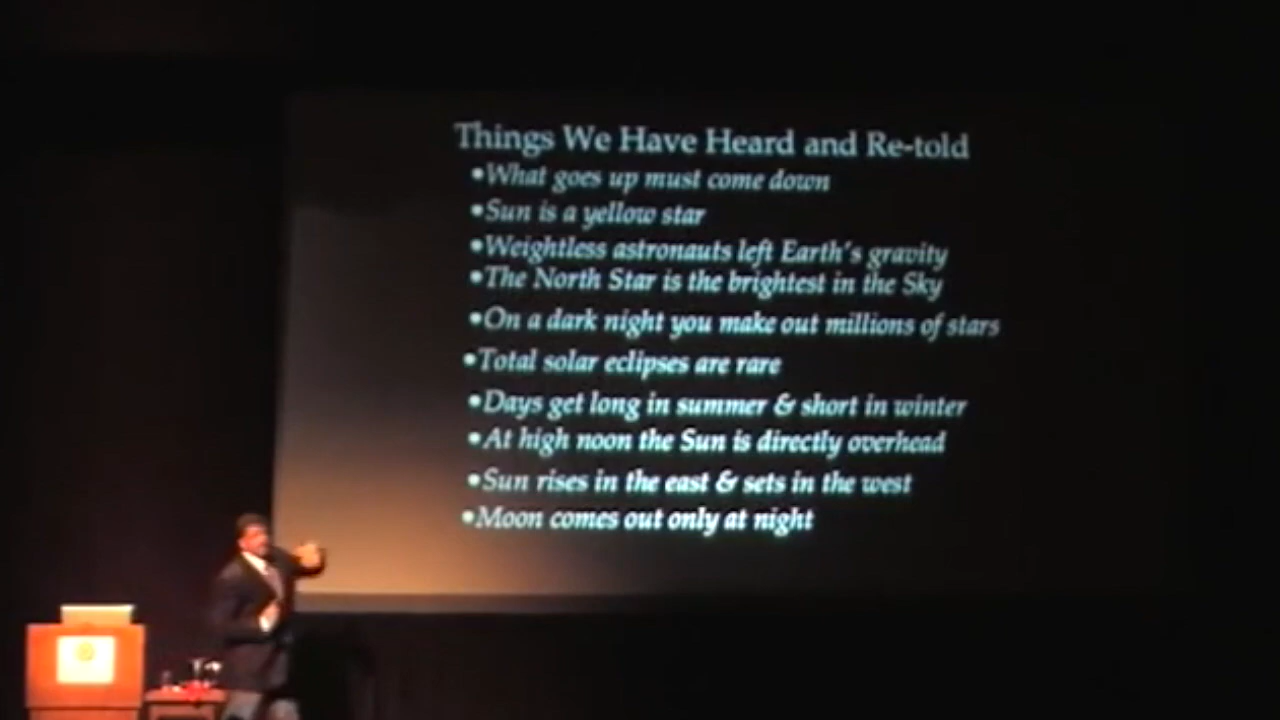 Things We Have Heard and Re-told
•What goes up must come down
•Sun is a yellow star
•Weightless astronauts left Earth's gravity
•The North Star is the brightest in the Sky
•On a dark night you make out millions of stars
•Total solar eclipses are rare
•Days get long in summer & short in winter
•At high noon the Sun is directly overhead
•Sun rises in the east & sets in the west
•Moon comes out only at night